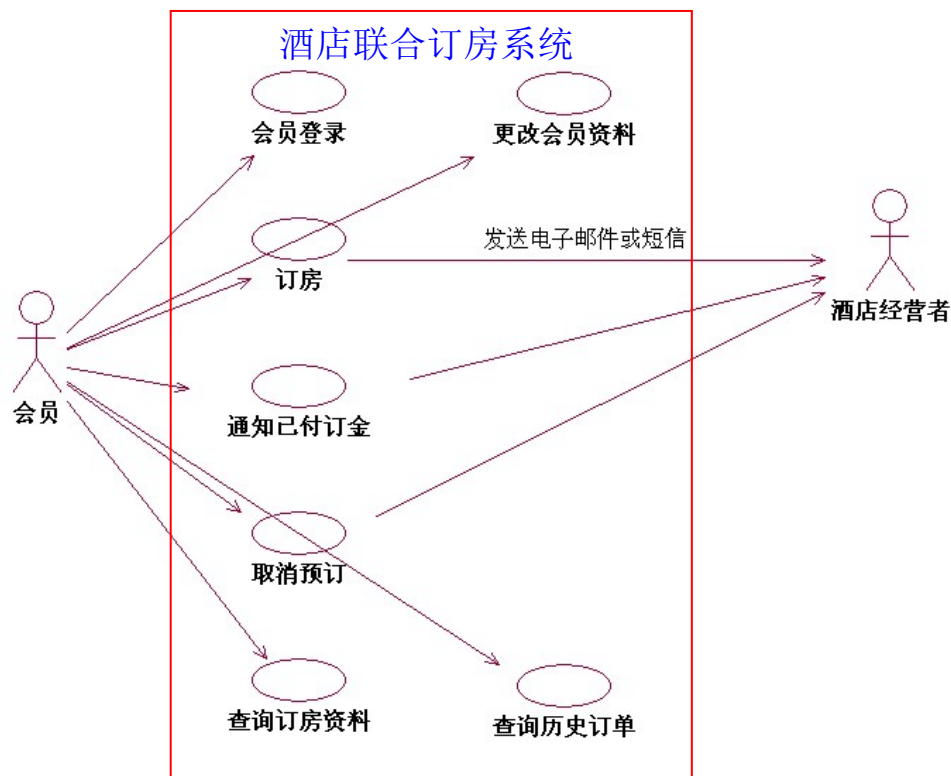 酒店联合订房系统
会员登录
更改会员资料
订房
发送电子邮件或短信
酒店经营者
会员
通知已付订金
取消预订
查询订房资料
查询历史订单